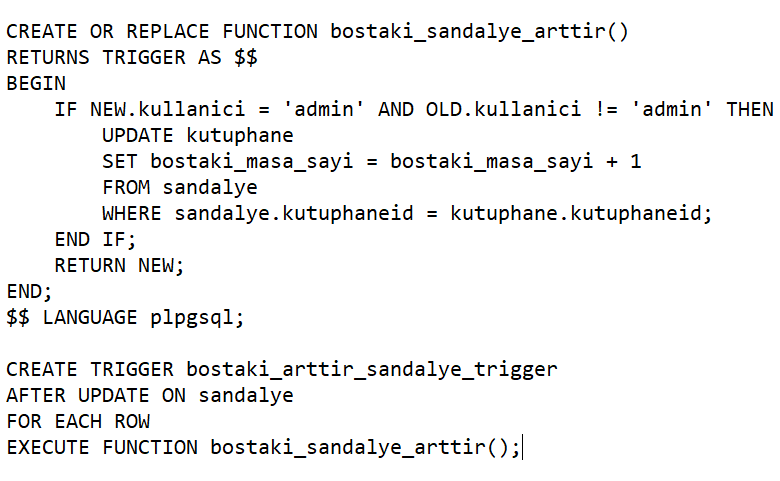 CREATE OR REPLACE FUNCTION bostaki_sandalye_arttir()
RETURNS TRIGGER AS $$
BEGIN
    IF NEW.kullanici = 'admin' AND OLD.kullanici != 'admin' THEN
        UPDATE kutuphane
        SET bostaki_masa_sayi = bostaki_masa_sayi + 1
        FROM sandalye
        WHERE sandalye.kutuphaneid = kutuphane.kutuphaneid;
    END IF;
    RETURN NEW;
END;
$$ LANGUAGE plpgsql;

CREATE TRIGGER bostaki_arttir_sandalye_trigger
AFTER UPDATE ON sandalye
FOR EACH ROW
EXECUTE FUNCTION bostaki_sandalye_arttir();